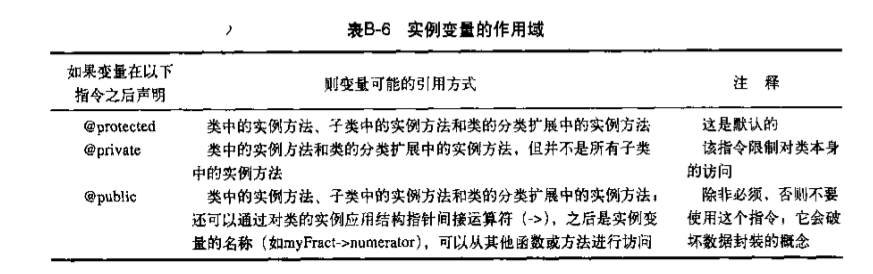 表B-6 实例变量的作用域
如果变量在以下
指令之后声明
则变量可能的引用方式
注 释
@protected
类中的实例方法、子类中的实例方法和类的分类扩展中的实例方法
这是默认的
@private
类中的实例方法和类的分类扩展中的实例方法，但并不是所有子类
中的实例方法
该指令限制对类本身
的访问
@public
类中的实例方法、子类中的实例方法和类的分类扩展中的实例方法；
还可以通过对类的实例应用结构指针间接运算符（->），之后是实例变
量的名称（如myFract->numerator），可以从其他函数或方法进行访问
除非必须，否则不要
使用这个指令；它会破
坏数据封装的概念